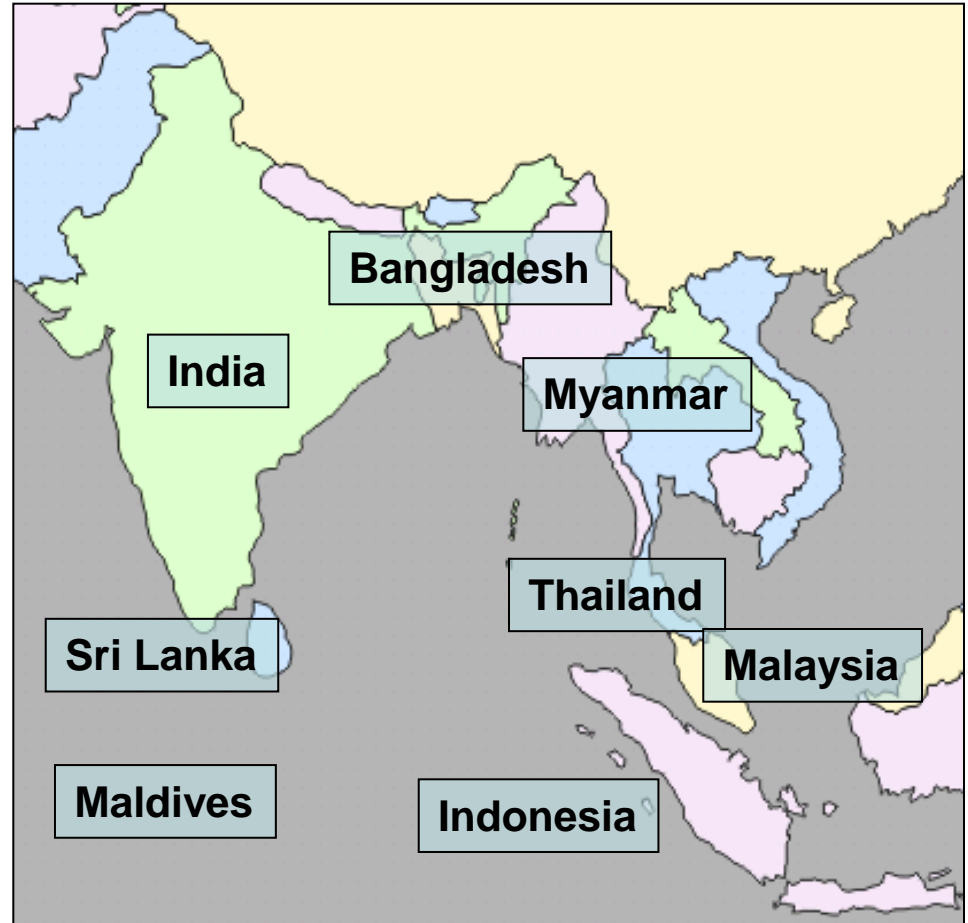 Bangladesh
India
Myanmar
Thailand
Sri Lanka
Malaysia
Maldives
Indonesia